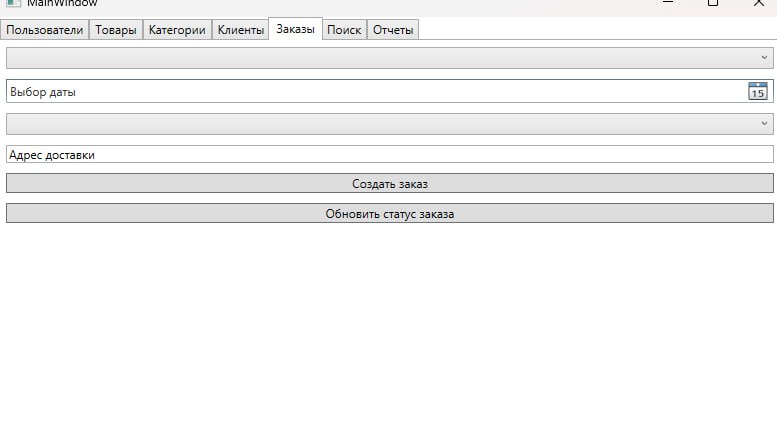 MainWindow
Пользователи Товары Категории Клиенты Заказы Поиск Отчеты
Выбор даты 15
Адрес доставки
Создать заказ
Обновить статус заказа